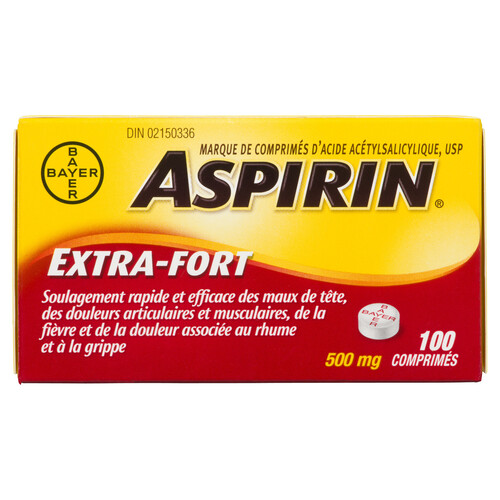 DIN 02150336
MARQUE DE COMPRIMÉS D'ACIDE ACÉTYLSALICYLIQUE, USP
BAYER
BAYER
ASPIRIN®
EXTRA-FORT
Soulagement rapide et efficace des maux de tête,
des douleurs articulaires et musculaires, de la
fièvre et de la douleur associée au rhume
et à la grippe
BAYER
BAYER
500 mg
100
COMPRIMÉS